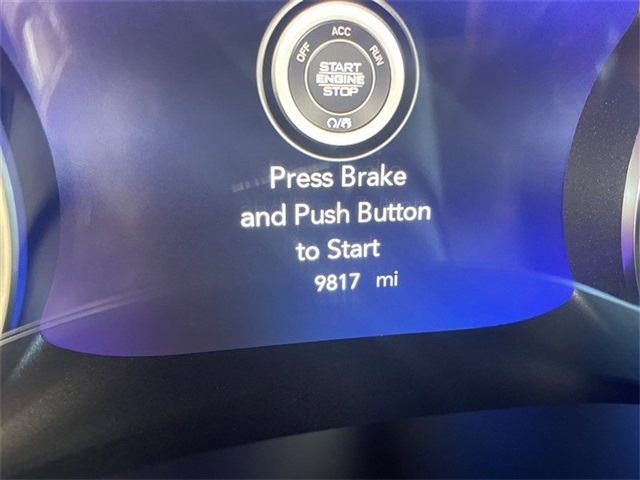 ACC
OFF
RUN
START
ENGINE
STOP
Press Brake
and Push Button
to Start
9817 mi